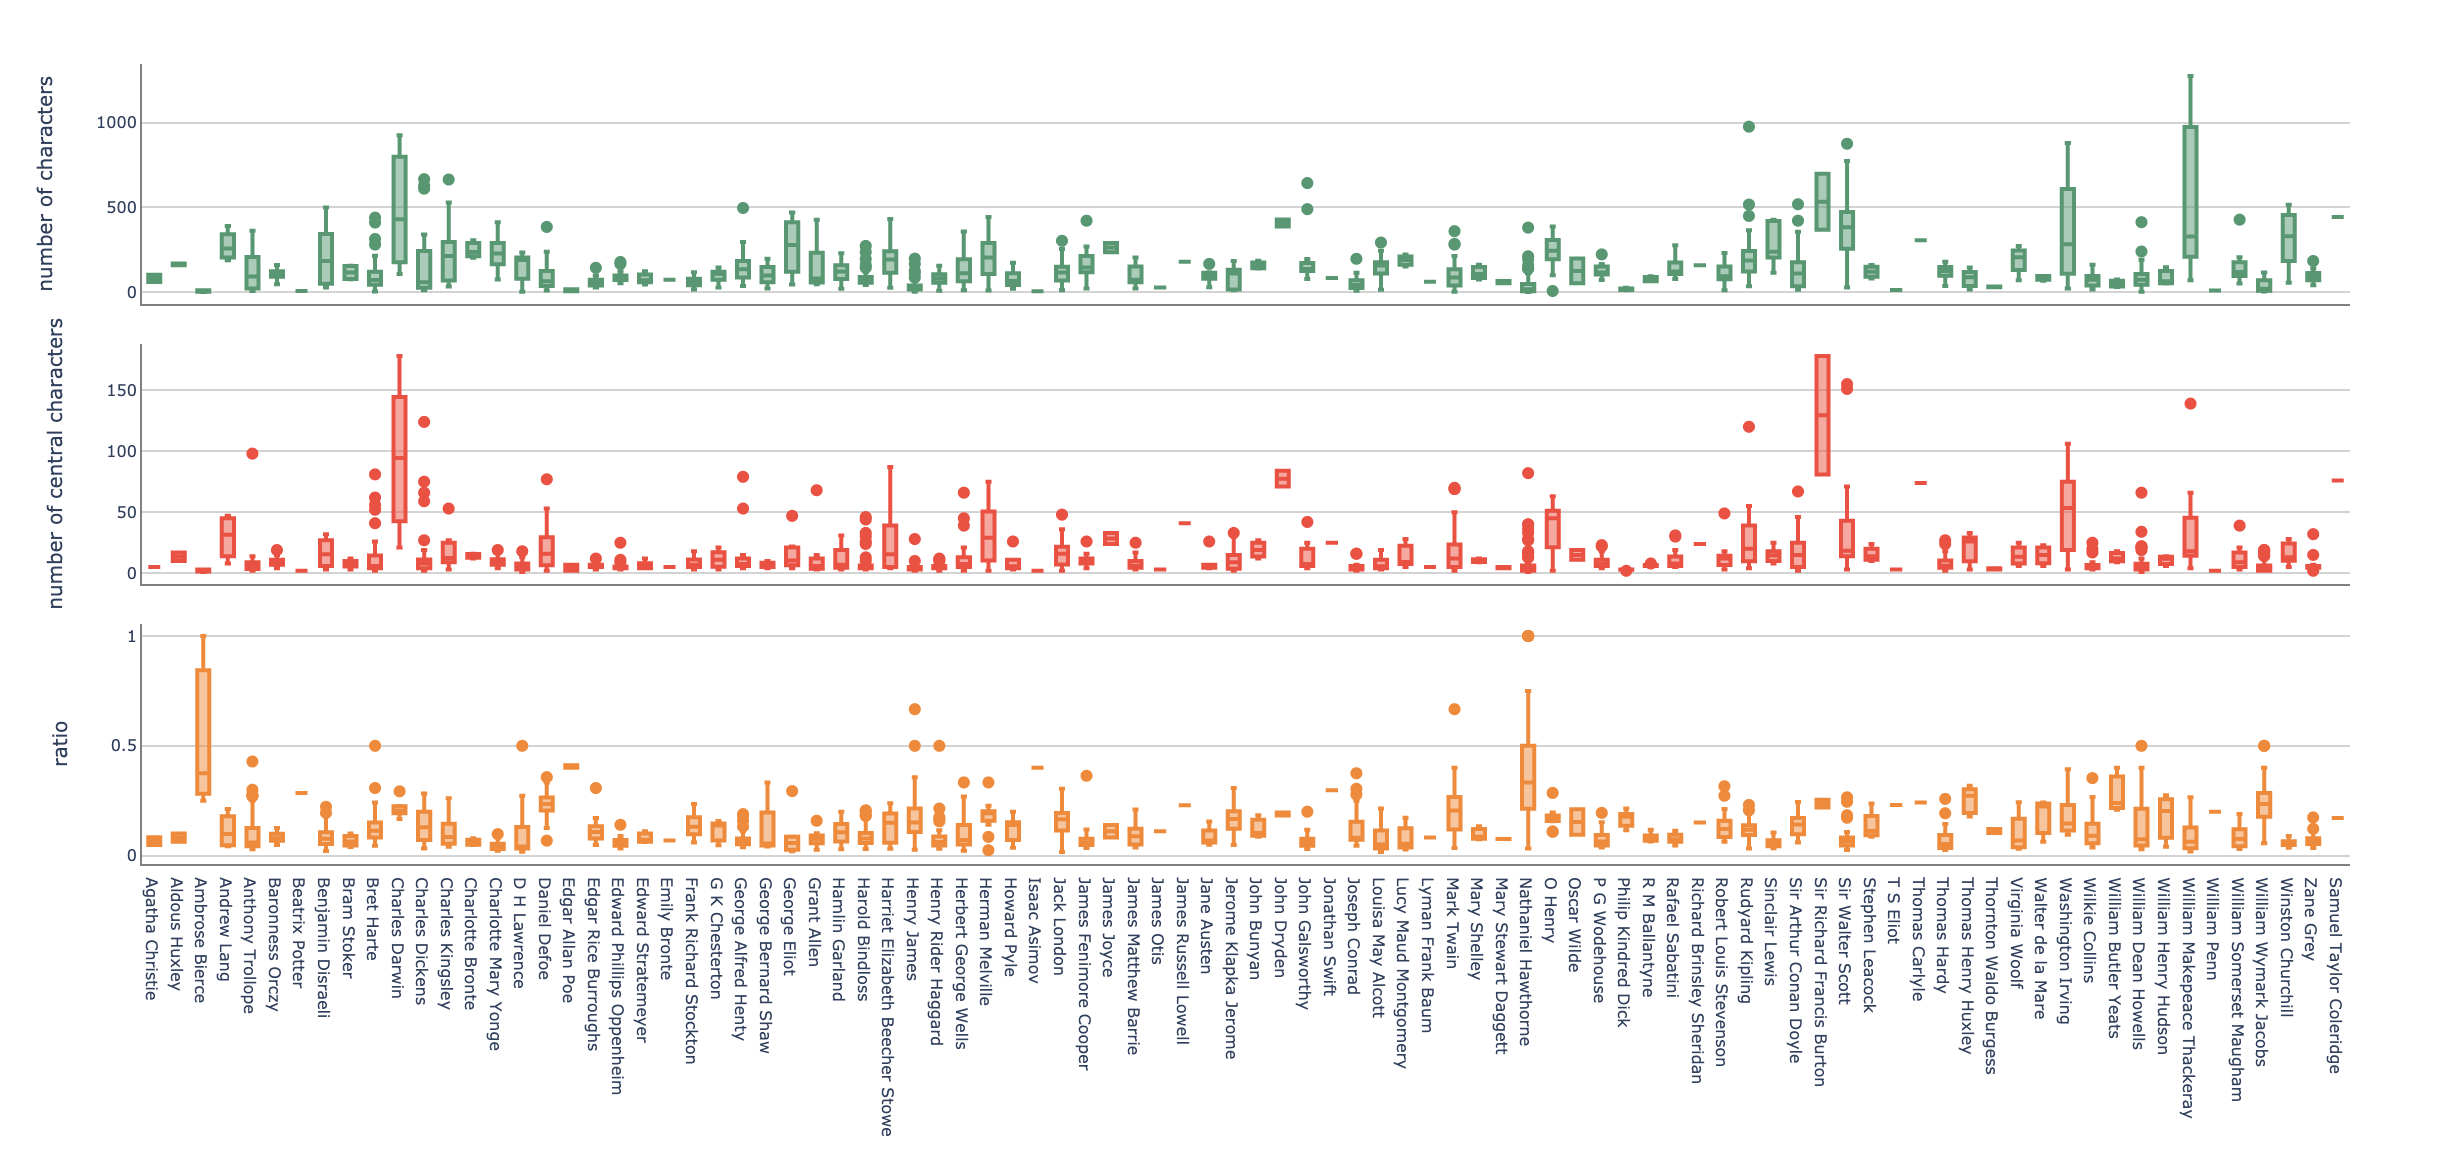 number of characters
1000
500
0
number of central characters
150
100
50
0
ratio
1
0.5
0
Agatha Christie
Aldous Huxley
Ambrose Bierce
Andrew Lang
Anthony Trollope
Baronness Orczy
Beatrix Potter
Benjamin Disraeli
Bram Stoker
Bret Harte
Charles Darwin
Charles Dickens
Charles Kingsley
Charlotte Bronte
Charlotte Mary Yonge
D H Lawrence
Daniel Defoe
Edgar Allan Poe
Edgar Rice Burroughs
Edward Phillips Oppenheim
Edward Stratemeyer
Emily Bronte
Frank Richard Stockton
G K Chesterton
George Alfred Henty
George Bernard Shaw
George Eliot
Grant Allen
Hamlin Garland
Harold Bindloss
Harriet Elizabeth Beecher Stowe
Henry James
Henry Rider Haggard
Herbert George Wells
Herman Melville
Howard Pyle
Isaac Asimov
Jack London
James Fenimore Cooper
James Joyce
James Matthew Barrie
James Otis
James Russell Lowell
Jane Austen
Jerome Klapka Jerome
John Bunyan
John Dryden
John Galsworthy
Jonathan Swift
Joseph Conrad
Louisa May Alcott
Lucy Maud Montgomery
Lyman Frank Baum
Mark Twain
Mary Shelley
Mary Stewart Daggett
Nathaniel Hawthorne
O Henry
Oscar Wilde
P G Wodehouse
Philip Kindred Dick
R M Ballantyne
Rafael Sabatini
Richard Brinsley Sheridan
Robert Louis Stevenson
Rudyard Kipling
Sinclair Lewis
Sir Arthur Conan Doyle
Sir Richard Francis Burton
Sir Walter Scott
Stephen Leacock
T S Eliot
Thomas Carlyle
Thomas Hardy
Thomas Henry Huxley
Thornton Waldo Burgess
Virginia Woolf
Walter de la Mare
Washington Irving
Wilkie Collins
William Butler Yeats
William Dean Howells
William Henry Hudson
William Makepeace Thackeray
William Penn
William Somerset Maugham
William Wymark Jacobs
Winston Churchill
Zane Grey
Samuel Taylor Coleridge